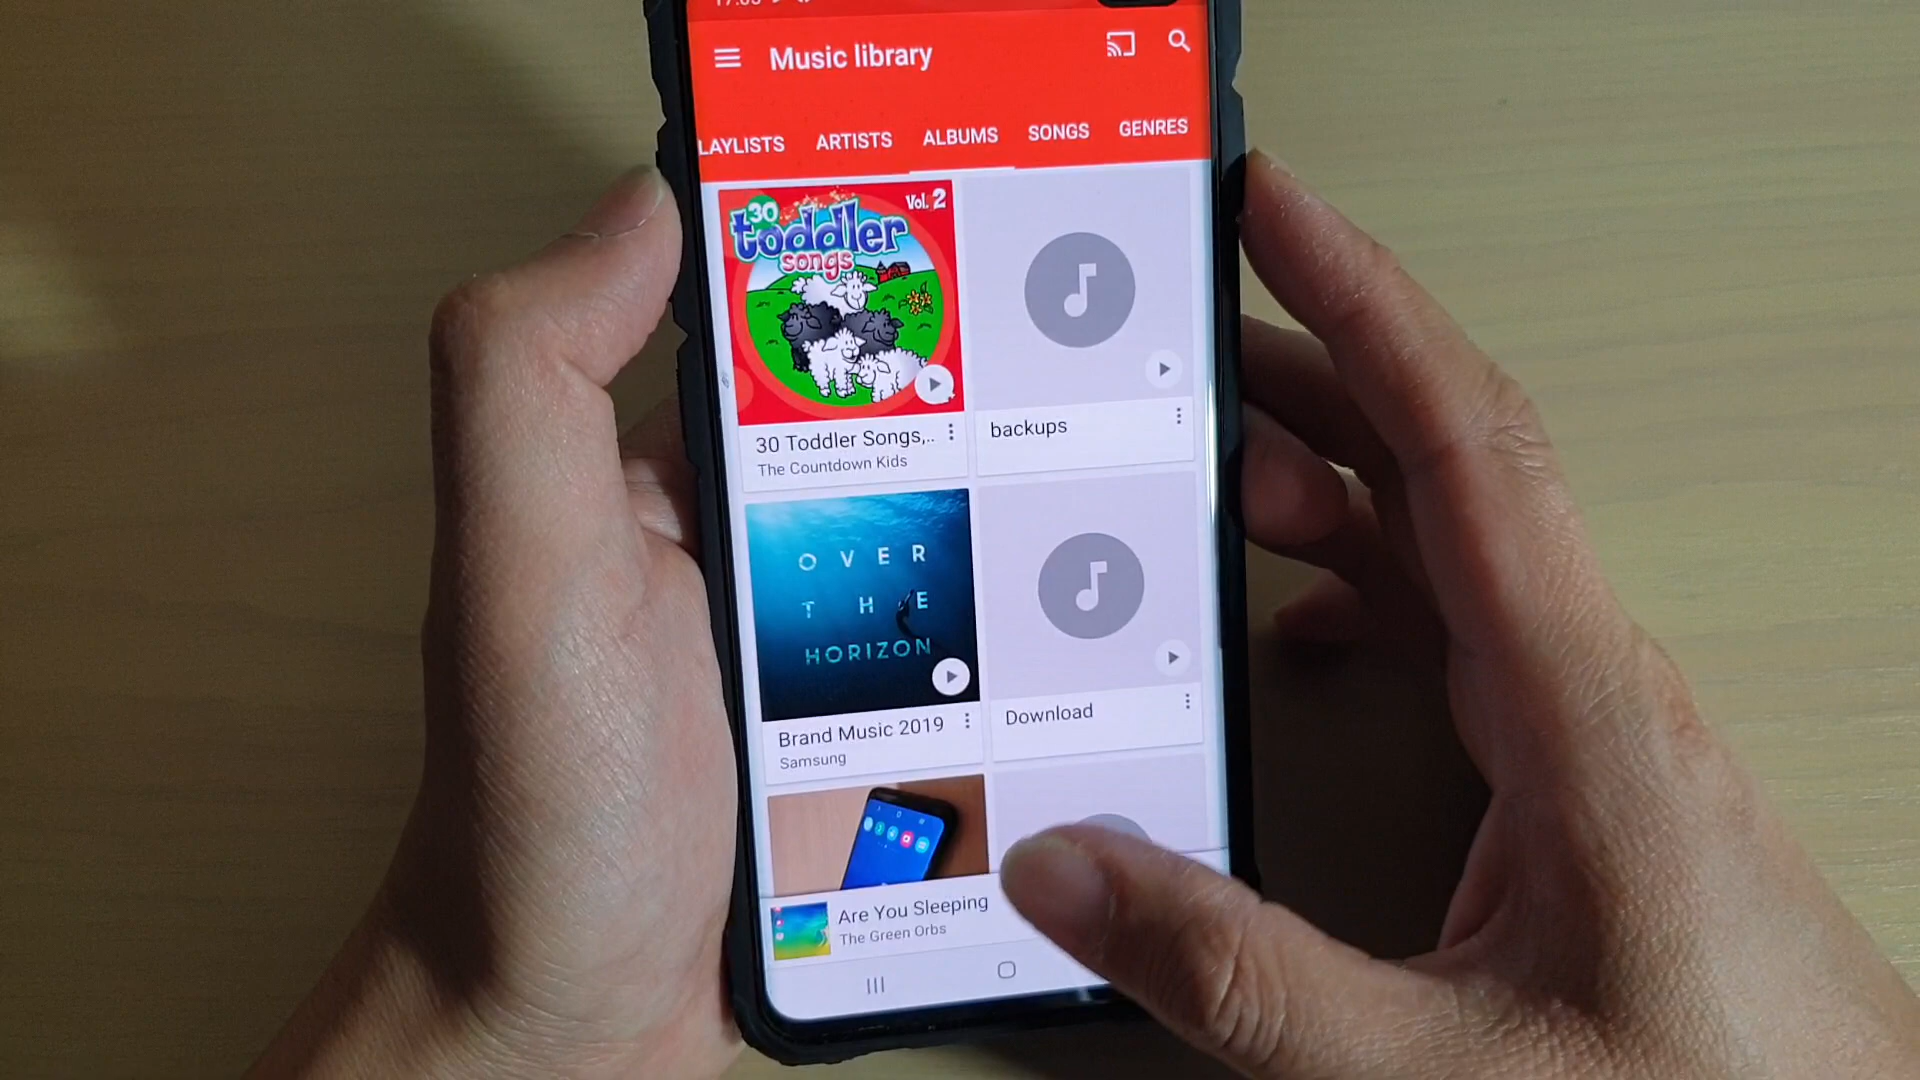 Music library
LAYLISTS ARTISTS ALBUMS SONGS GENRES
30 Vol. 2
toddler
songs
30 Toddler Songs,..
The Countdown Kids
backups
OVER
THE
HORIZON
Brand Music 2019
Samsung
Download
Are You Sleeping
The Green Orbs